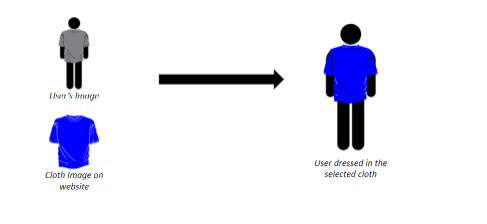 User's Image
Cloth Image on
website
User dressed in the
selected cloth